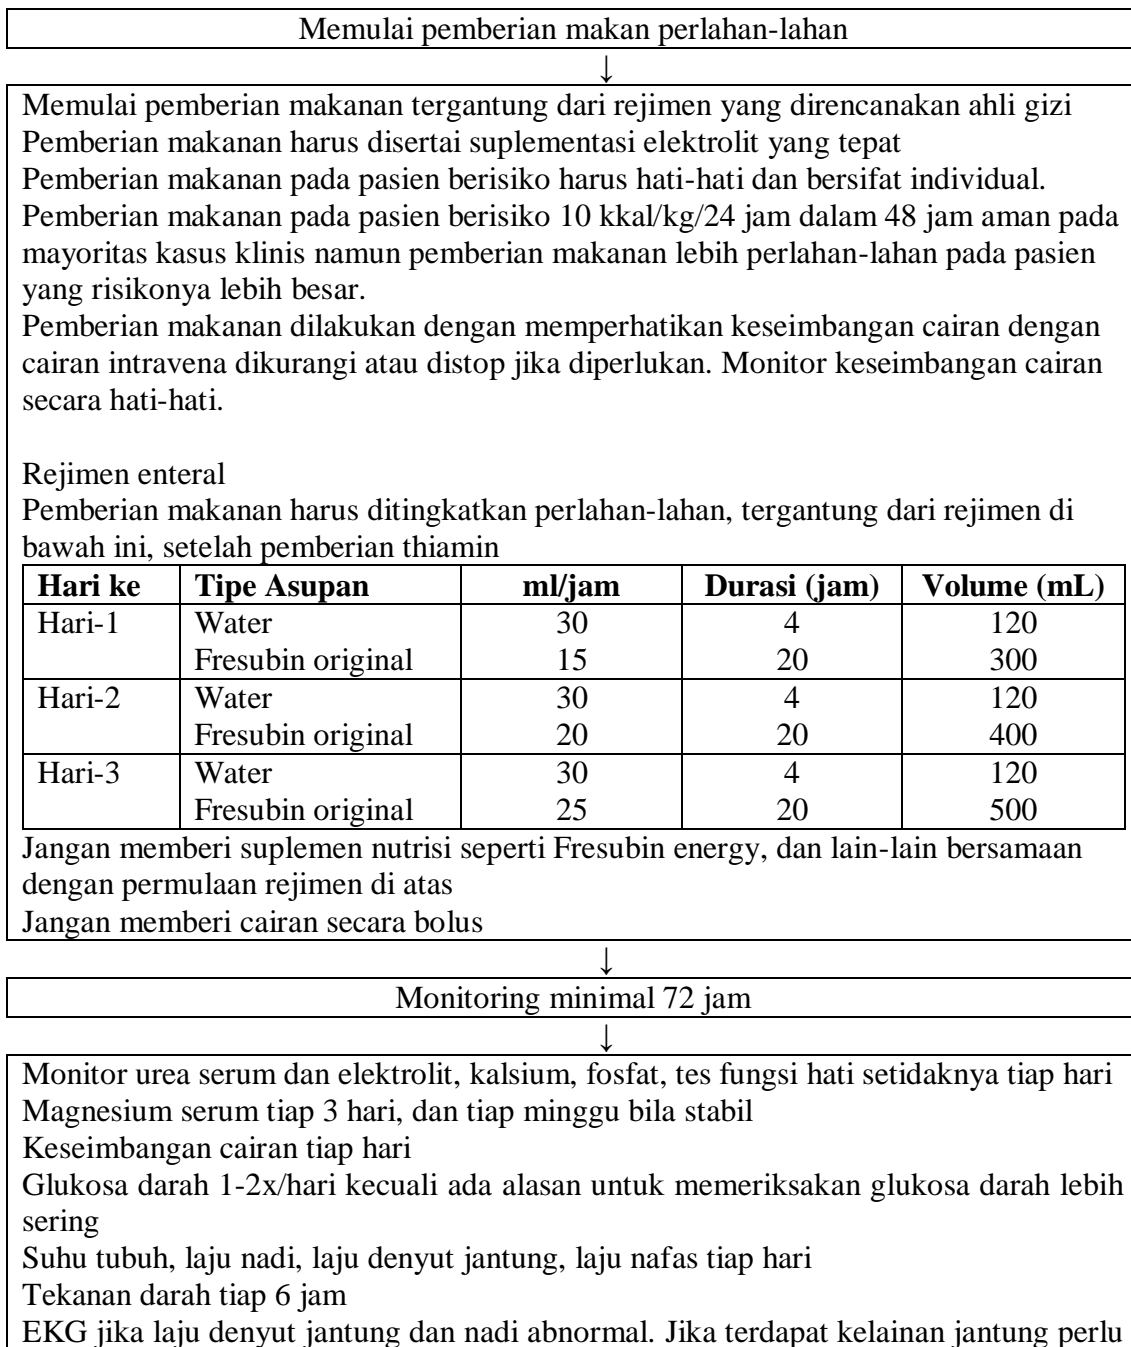 Memulai pemberian makan perlahan-lahan
↓
Memulai pemberian makanan tergantung dari rejimen yang direncanakan ahli gizi
Pemberian makanan harus disertai suplementasi elektrolit yang tepat
Pemberian makanan pada pasien berisiko harus hati-hati dan bersifat individual.
Pemberian makanan pada pasien berisiko 10 kkal/kg/24 jam dalam 48 jam aman pada
mayoritas kasus klinis namun pemberian makanan lebih perlahan-lahan pada pasien
yang risikonya lebih besar.
Pemberian makanan dilakukan dengan memperhatikan keseimbangan cairan dengan
cairan intravena dikurangi atau distop jika diperlukan. Monitor keseimbangan cairan
secara hati-hati.
Rejimen enteral
Pemberian makanan harus ditingkatkan perlahan-lahan, tergantung dari rejimen di
bawah ini, setelah pemberian thiamin
Hari ke Tipe Asupan ml/jam Durasi (jam) Volume (mL)
Hari-1 Water 30 4 120
Fresubin original 15 20 300
Hari-2 Water 30 4 120
Fresubin original 20 20 400
Hari-3 Water 30 4 120
Fresubin original 25 20 500
Jangan memberi suplemen nutrisi seperti Fresubin energy, dan lain-lain bersamaan
dengan permulaan rejimen di atas
Jangan memberi cairan secara bolus
↓
Monitoring minimal 72 jam
↓
Monitor urea serum dan elektrolit, kalsium, fosfat, tes fungsi hati setidaknya tiap hari
Magnesium serum tiap 3 hari, dan tiap minggu bila stabil
Keseimbangan cairan tiap hari
Glukosa darah 1-2x/hari kecuali ada alasan untuk memeriksakan glukosa darah lebih
sering
Suhu tubuh, laju nadi, laju denyut jantung, laju nafas tiap hari
Tekanan darah tiap 6 jam
EKG jika laju denyut jantung dan nadi abnormal. Jika terdapat kelainan jantung perlu